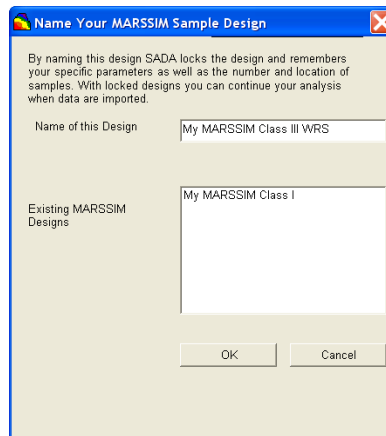 Name Your MARSSIM Sample Design
By naming this design SADA locks the design and remembers
your specific parameters as well as the number and location of
samples. With locked designs you can continue your analysis
when data are imported.
Name of this Design
My MARSSIM Class III WRS
My MARSSIM Class I
Existing MARSSIM
Designs
OK
Cancel